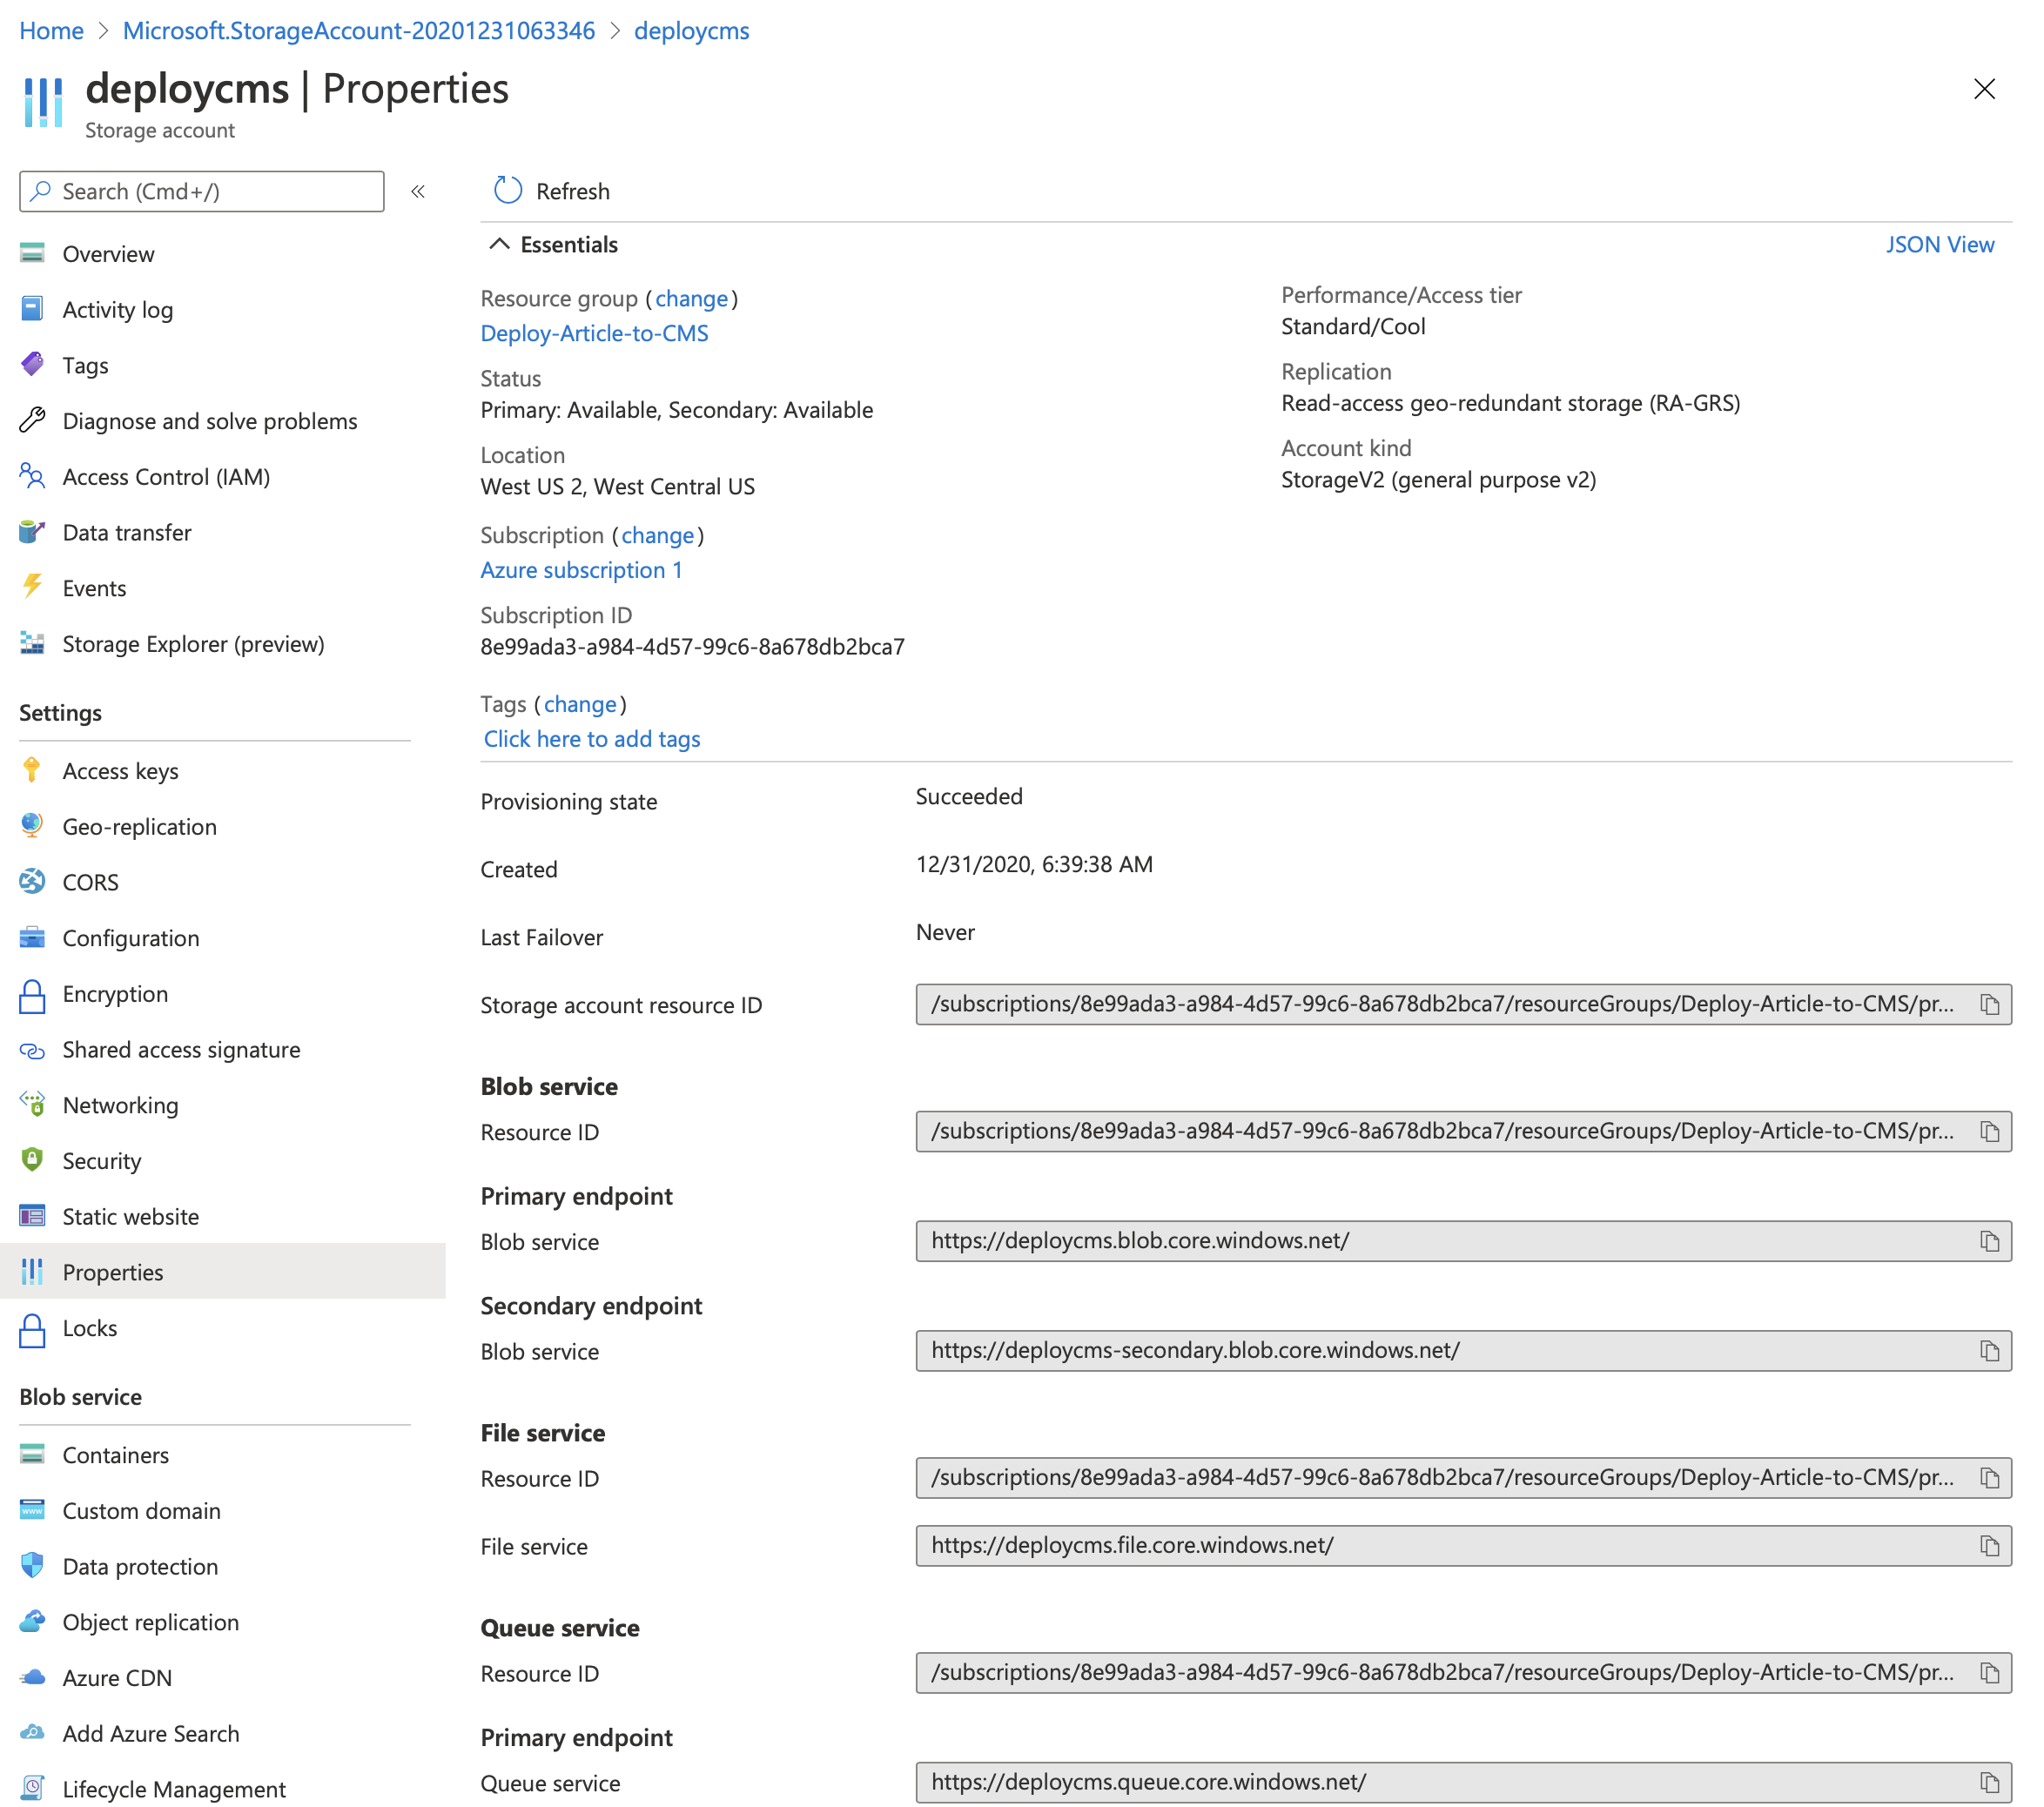 Home > Microsoft.StorageAccount-20201231063346 > deploycms
deploycms | Properties
Storage account
Search (Cmd+/)
«
Overview
Activity log
Tags
Diagnose and solve problems
Access Control (IAM)
Data transfer
Events
Storage Explorer (preview)
Settings
Access keys
Geo-replication
CORS
Configuration
Encryption
Shared access signature
Networking
Security
Static website
Properties
Locks
Blob service
Containers
Custom domain
Data protection
Object replication
Azure CDN
Add Azure Search
Lifecycle Management
Refresh
Essentials
JSON View
Resource group (change)
Deploy-Article-to-CMS
Status
Primary: Available, Secondary: Available
Location
West US 2, West Central US
Subscription (change)
Azure subscription 1
Subscription ID
8e99ada3-a984-4d57-99c6-8a678db2bca7
Tags (change)
Click here to add tags
Performance/Access tier
Standard/Cool
Replication
Read-access geo-redundant storage (RA-GRS)
Account kind
StorageV2 (general purpose v2)
Provisioning state
Succeeded
Created
12/31/2020, 6:39:38 AM
Last Failover
Never
Storage account resource ID
/subscriptions/8e99ada3-a984-4d57-99c6-8a678db2bca7/resourceGroups/Deploy-Article-to-CMS/pr...
Blob service
Resource ID
/subscriptions/8e99ada3-a984-4d57-99c6-8a678db2bca7/resourceGroups/Deploy-Article-to-CMS/pr...
Primary endpoint
Blob service
https://deploycms.blob.core.windows.net/
Secondary endpoint
Blob service
https://deploycms-secondary.blob.core.windows.net/
File service
Resource ID
/subscriptions/8e99ada3-a984-4d57-99c6-8a678db2bca7/resourceGroups/Deploy-Article-to-CMS/pr...
File service
https://deploycms.file.core.windows.net/
Queue service
Resource ID
/subscriptions/8e99ada3-a984-4d57-99c6-8a678db2bca7/resourceGroups/Deploy-Article-to-CMS/pr...
Primary endpoint
Queue service
https://deploycms.queue.core.windows.net/